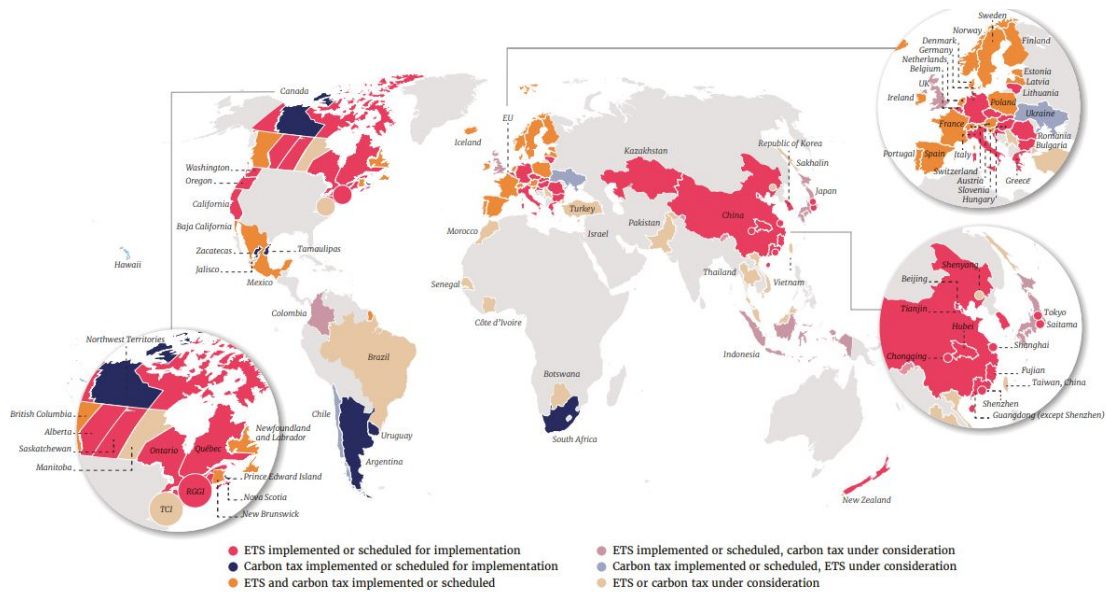 Sweden
Norway
Denmark
Germany
Netherlands
Belgium
UK
Ireland
Finland
Estonia
Latvia
Lithuania
Poland
Ukraine
France
Romania
Bulgaria
Portugal
Spain
Italy
Switzerland
Austria
Slovenia
Hungary
Greece
Canada
Washington
Oregon
California
Baja California
Zacatecas
Jalisco
Mexico
Tamaulipas
Hawaii
Iceland
EU
Kazakhstan
Republic of Korea
Sakhalin
Japan
China
Turkey
Morocco
Israel
Pakistan
Thailand
Vietnam
Senegal
Côte d'Ivoire
Colombia
Brazil
Indonesia
Botswana
Chile
Uruguay
Argentina
South Africa
New Zealand
Shenyang
Beijing
Tianjin
Hubei
Chongqing
Tokyo
Saitama
Shanghai
Fujian
Taiwan, China
Shenzhen
Guangdong (except Shenzhen)
Northwest Territories
British Columbia
Alberta
Saskatchewan
Manitoba
Ontario
Québec
Newfoundland
and Labrador
Prince Edward Island
Nova Scotia
New Brunswick
RGGI
TCI
ETS implemented or scheduled for implementation
Carbon tax implemented or scheduled for implementation
ETS and carbon tax implemented or scheduled
ETS implemented or scheduled, carbon tax under consideration
Carbon tax implemented or scheduled, ETS under consideration
ETS or carbon tax under consideration